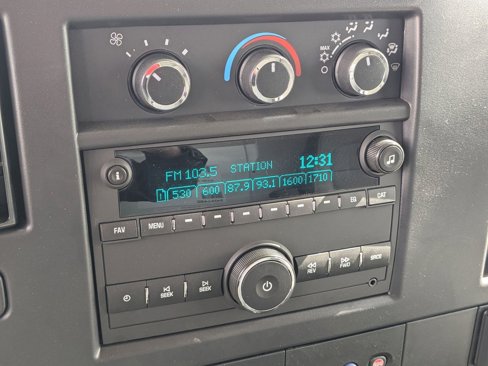 MAX
FM 103.5 STATION 12:31
1 530 600 87.9 93.1 1600 1710
i
FAV MENU EQ CAT
SEEK SEEK REV FWD SRCE